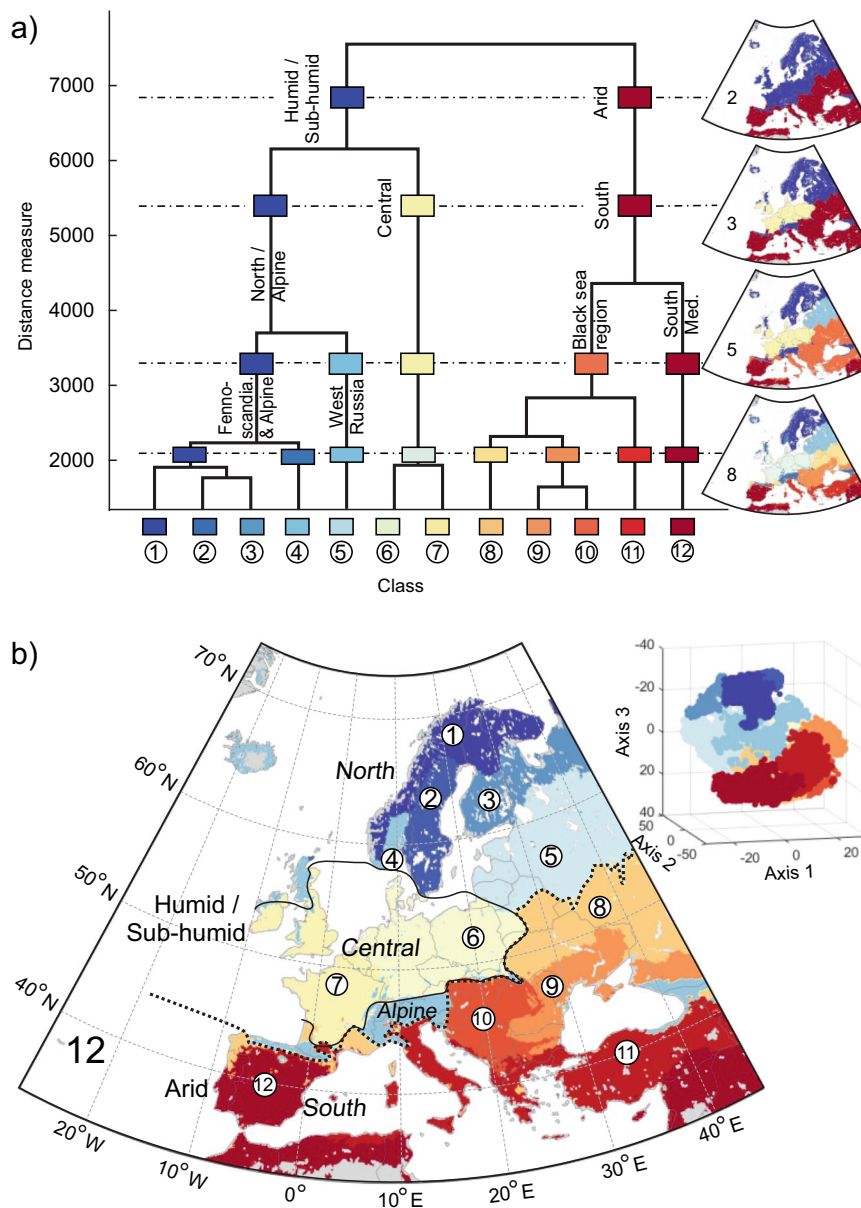 a)
Distance measure
7000
6000
5000
4000
3000
2000
Humid /
Sub-humid
Arid
North /
Alpine
Central
South
Fenno-
scandia.
& Alpine
West
Russia
Black sea
region
South
Med.
2
3
5
8
1 2 3 4 5 6 7 8 9 10 11 12
Class
b)
70°N
60°N
50°N
40°N
20°W
10°W
0°
10°E
20°E
30°E
40°E
North
1
2
3
4
5
Humid /
Sub-humid
Central
6
7
8
Alpine
9
10
11
12
Arid
12
South
Axis 3
-40
-20
0
20
40
50
0
-50
-20
0
20
Axis 1
Axis 2